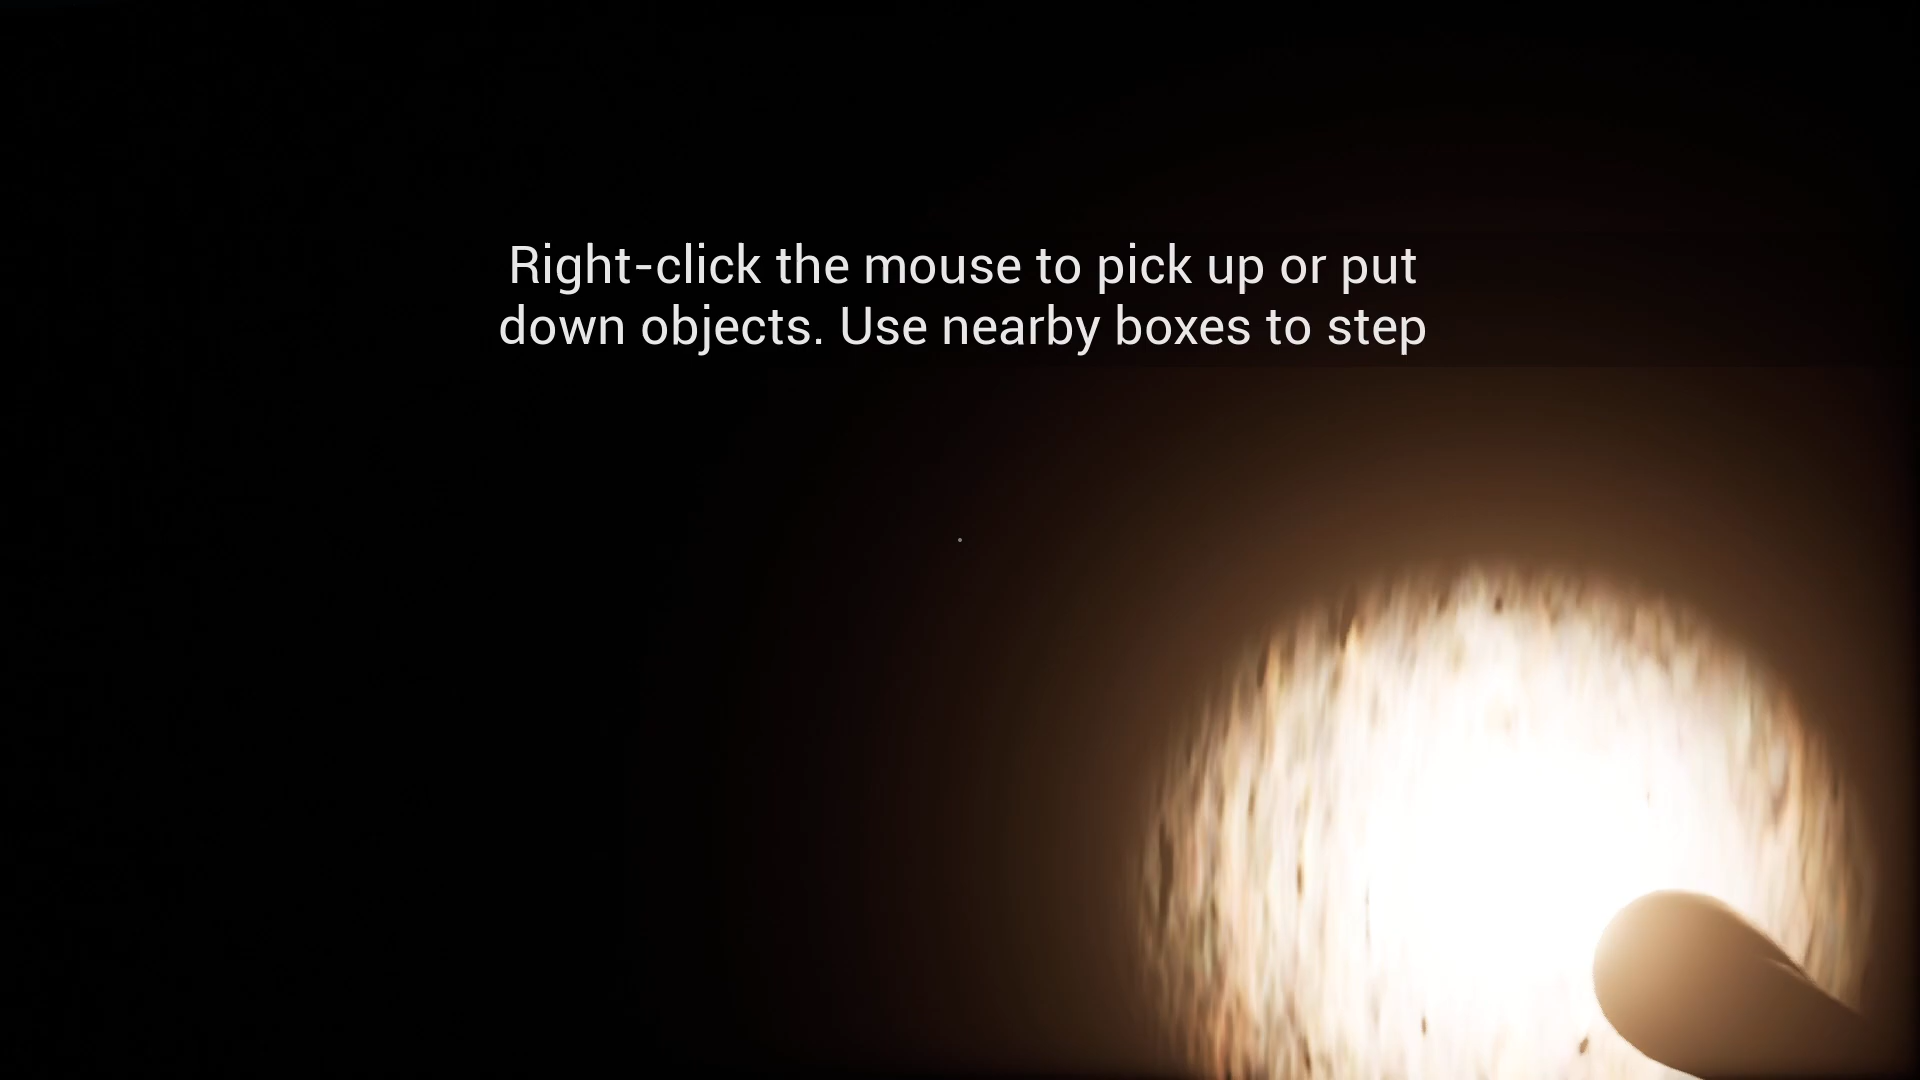 Right-click the mouse to pick up or put
down objects. Use nearby boxes to step